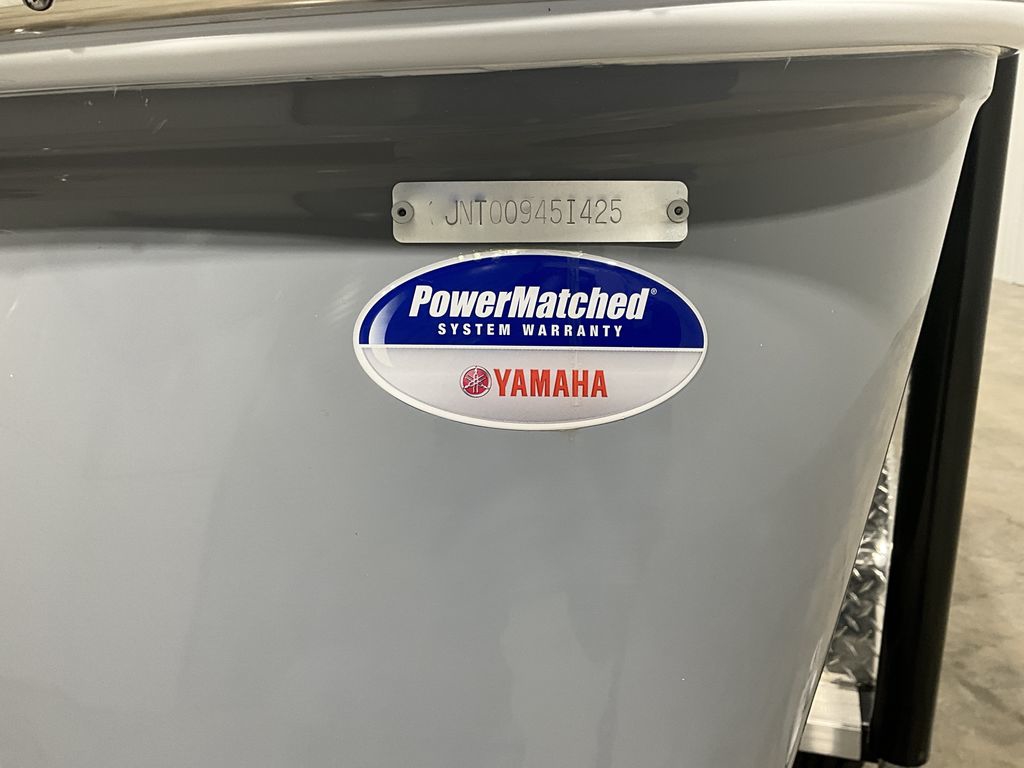 JNT00945I425
PowerMatched®
SYSTEM WARRANTY
YAMAHA